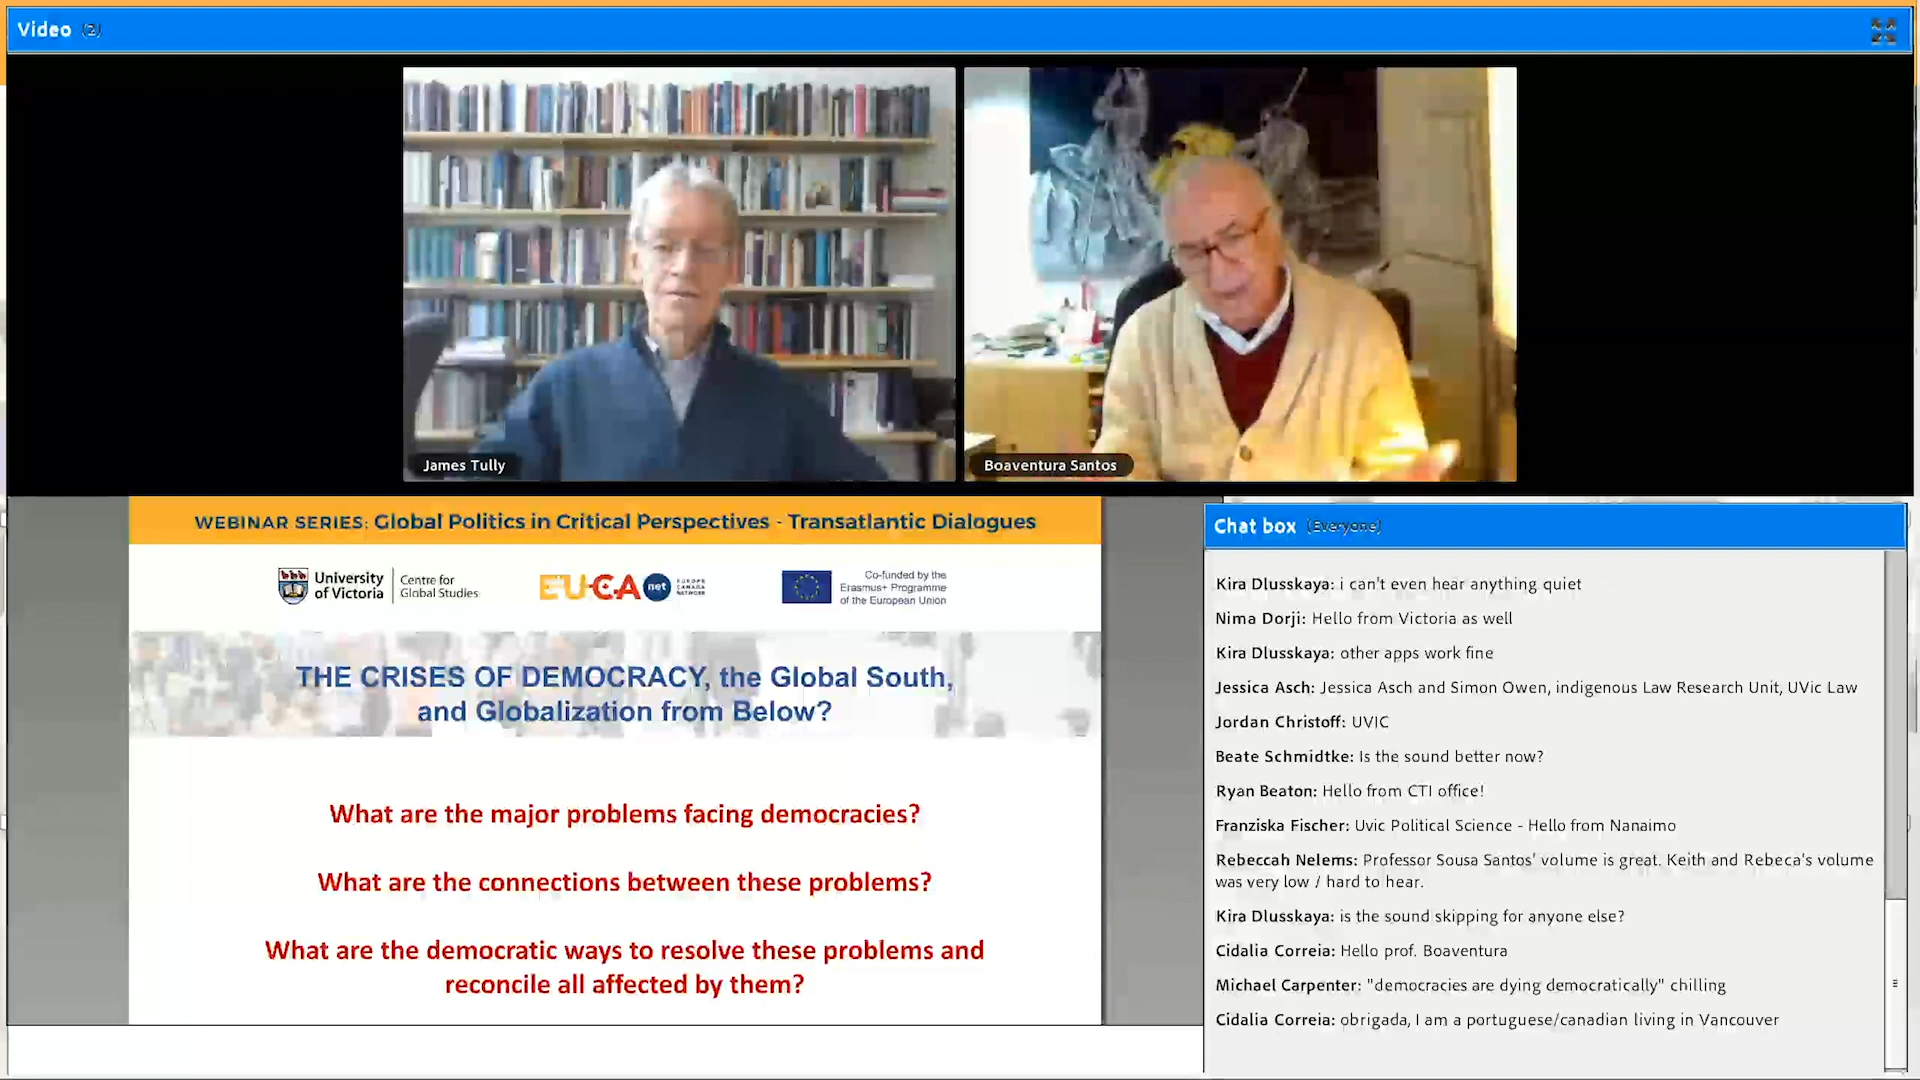 Video (2)
James Tully
Boaventura Santos
WEBINAR SERIES: Global Politics in Critical Perspectives - Transatlantic Dialogues
University
of Victoria
Centre for
Global Studies
EU-CA net
EUROPE
CANADA
NETWORK
Co-funded by the
Erasmus+ Programme
of the European Union
THE CRISES OF DEMOCRACY, the Global South,
and Globalization from Below?
What are the major problems facing democracies?
What are the connections between these problems?
What are the democratic ways to resolve these problems and
reconcile all affected by them?
Chat box (Everyone)
Kira Dlusskaya: i can't even hear anything quiet
Nima Dorji: Hello from Victoria as well
Kira Dlusskaya: other apps work fine
Jessica Asch: Jessica Asch and Simon Owen, indigenous Law Research Unit, UVic Law
Jordan Christoff: UVIC
Beate Schmidtke: Is the sound better now?
Ryan Beaton: Hello from CTI office!
Franziska Fischer: Uvic Political Science - Hello from Nanaimo
Rebeccah Nelems: Professor Sousa Santos' volume is great. Keith and Rebeca's volume
was very low / hard to hear.
Kira Dlusskaya: is the sound skipping for anyone else?
Cidalia Correia: Hello prof. Boaventura
Michael Carpenter: "democracies are dying democratically" chilling
Cidalia Correia: obrigada, I am a portuguese/canadian living in Vancouver